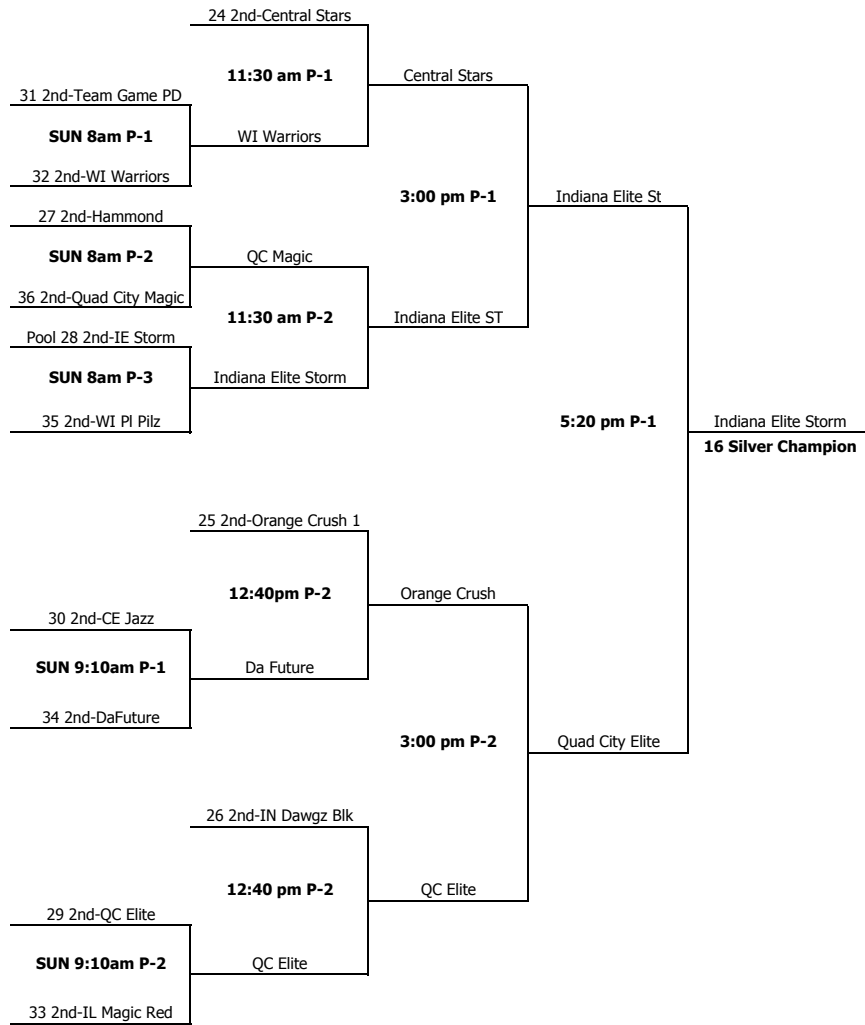 24 2nd-Central Stars
11:30 am P-1
Central Stars
31 2nd-Team Game PD
SUN 8am P-1
WI Warriors
32 2nd-WI Warriors
3:00 pm P-1
Indiana Elite St
27 2nd-Hammond
SUN 8am P-2
QC Magic
36 2nd-Quad City Magic
11:30 am P-2
Indiana Elite ST
Pool 28 2nd-IE Storm
SUN 8am P-3
Indiana Elite Storm
35 2nd-WI Pl Pilz
5:20 pm P-1
Indiana Elite Storm
16 Silver Champion
25 2nd-Orange Crush 1
12:40pm P-2
Orange Crush
30 2nd-CE Jazz
SUN 9:10am P-1
Da Future
34 2nd-DaFuture
3:00 pm P-2
Quad City Elite
26 2nd-IN Dawgz Blk
12:40 pm P-2
QC Elite
29 2nd-QC Elite
SUN 9:10am P-2
QC Elite
33 2nd-IL Magic Red